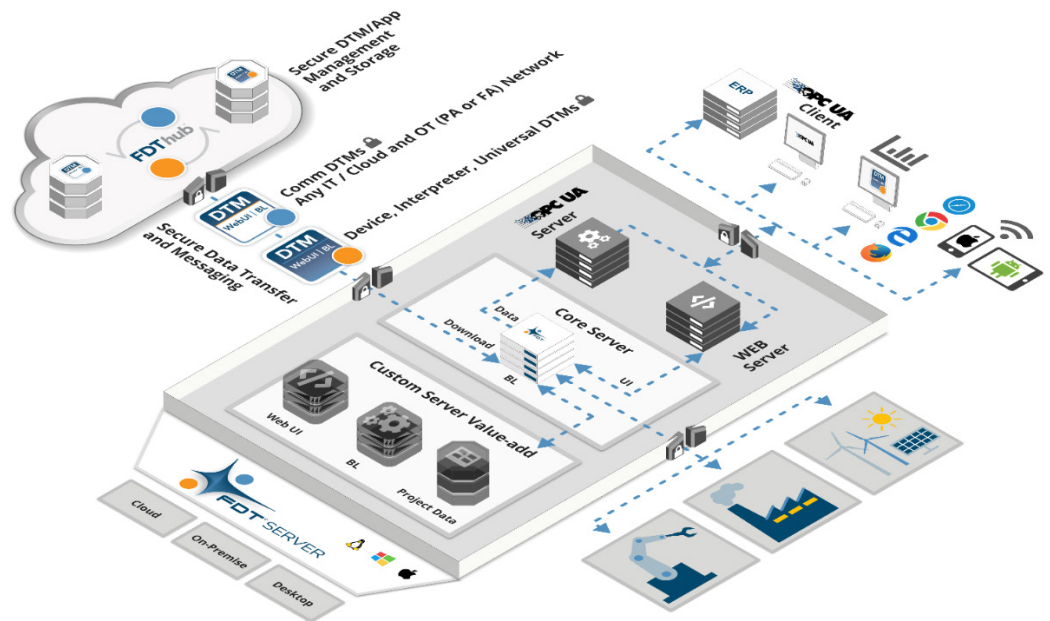 Secure DTM/App
Management
and Storage
DTM
FDThub
DTM
Comm DTMs
Any IT / Cloud and OT (PA or FA) Network
Device, Interpreter, Universal DTMs
DTM
WebUI | BL
DTM
WebUI | BL
Secure Data Transfer
and Messaging
ERP
OPC UA
Client
OPC UA
DTM
OPC UA
Server
Data
Core Server
Download
BL
UI
WEB
Server
Custom Server Value-add
Web UI
BL
Project Data
FDT SERVER
Cloud
On-Premise
Desktop